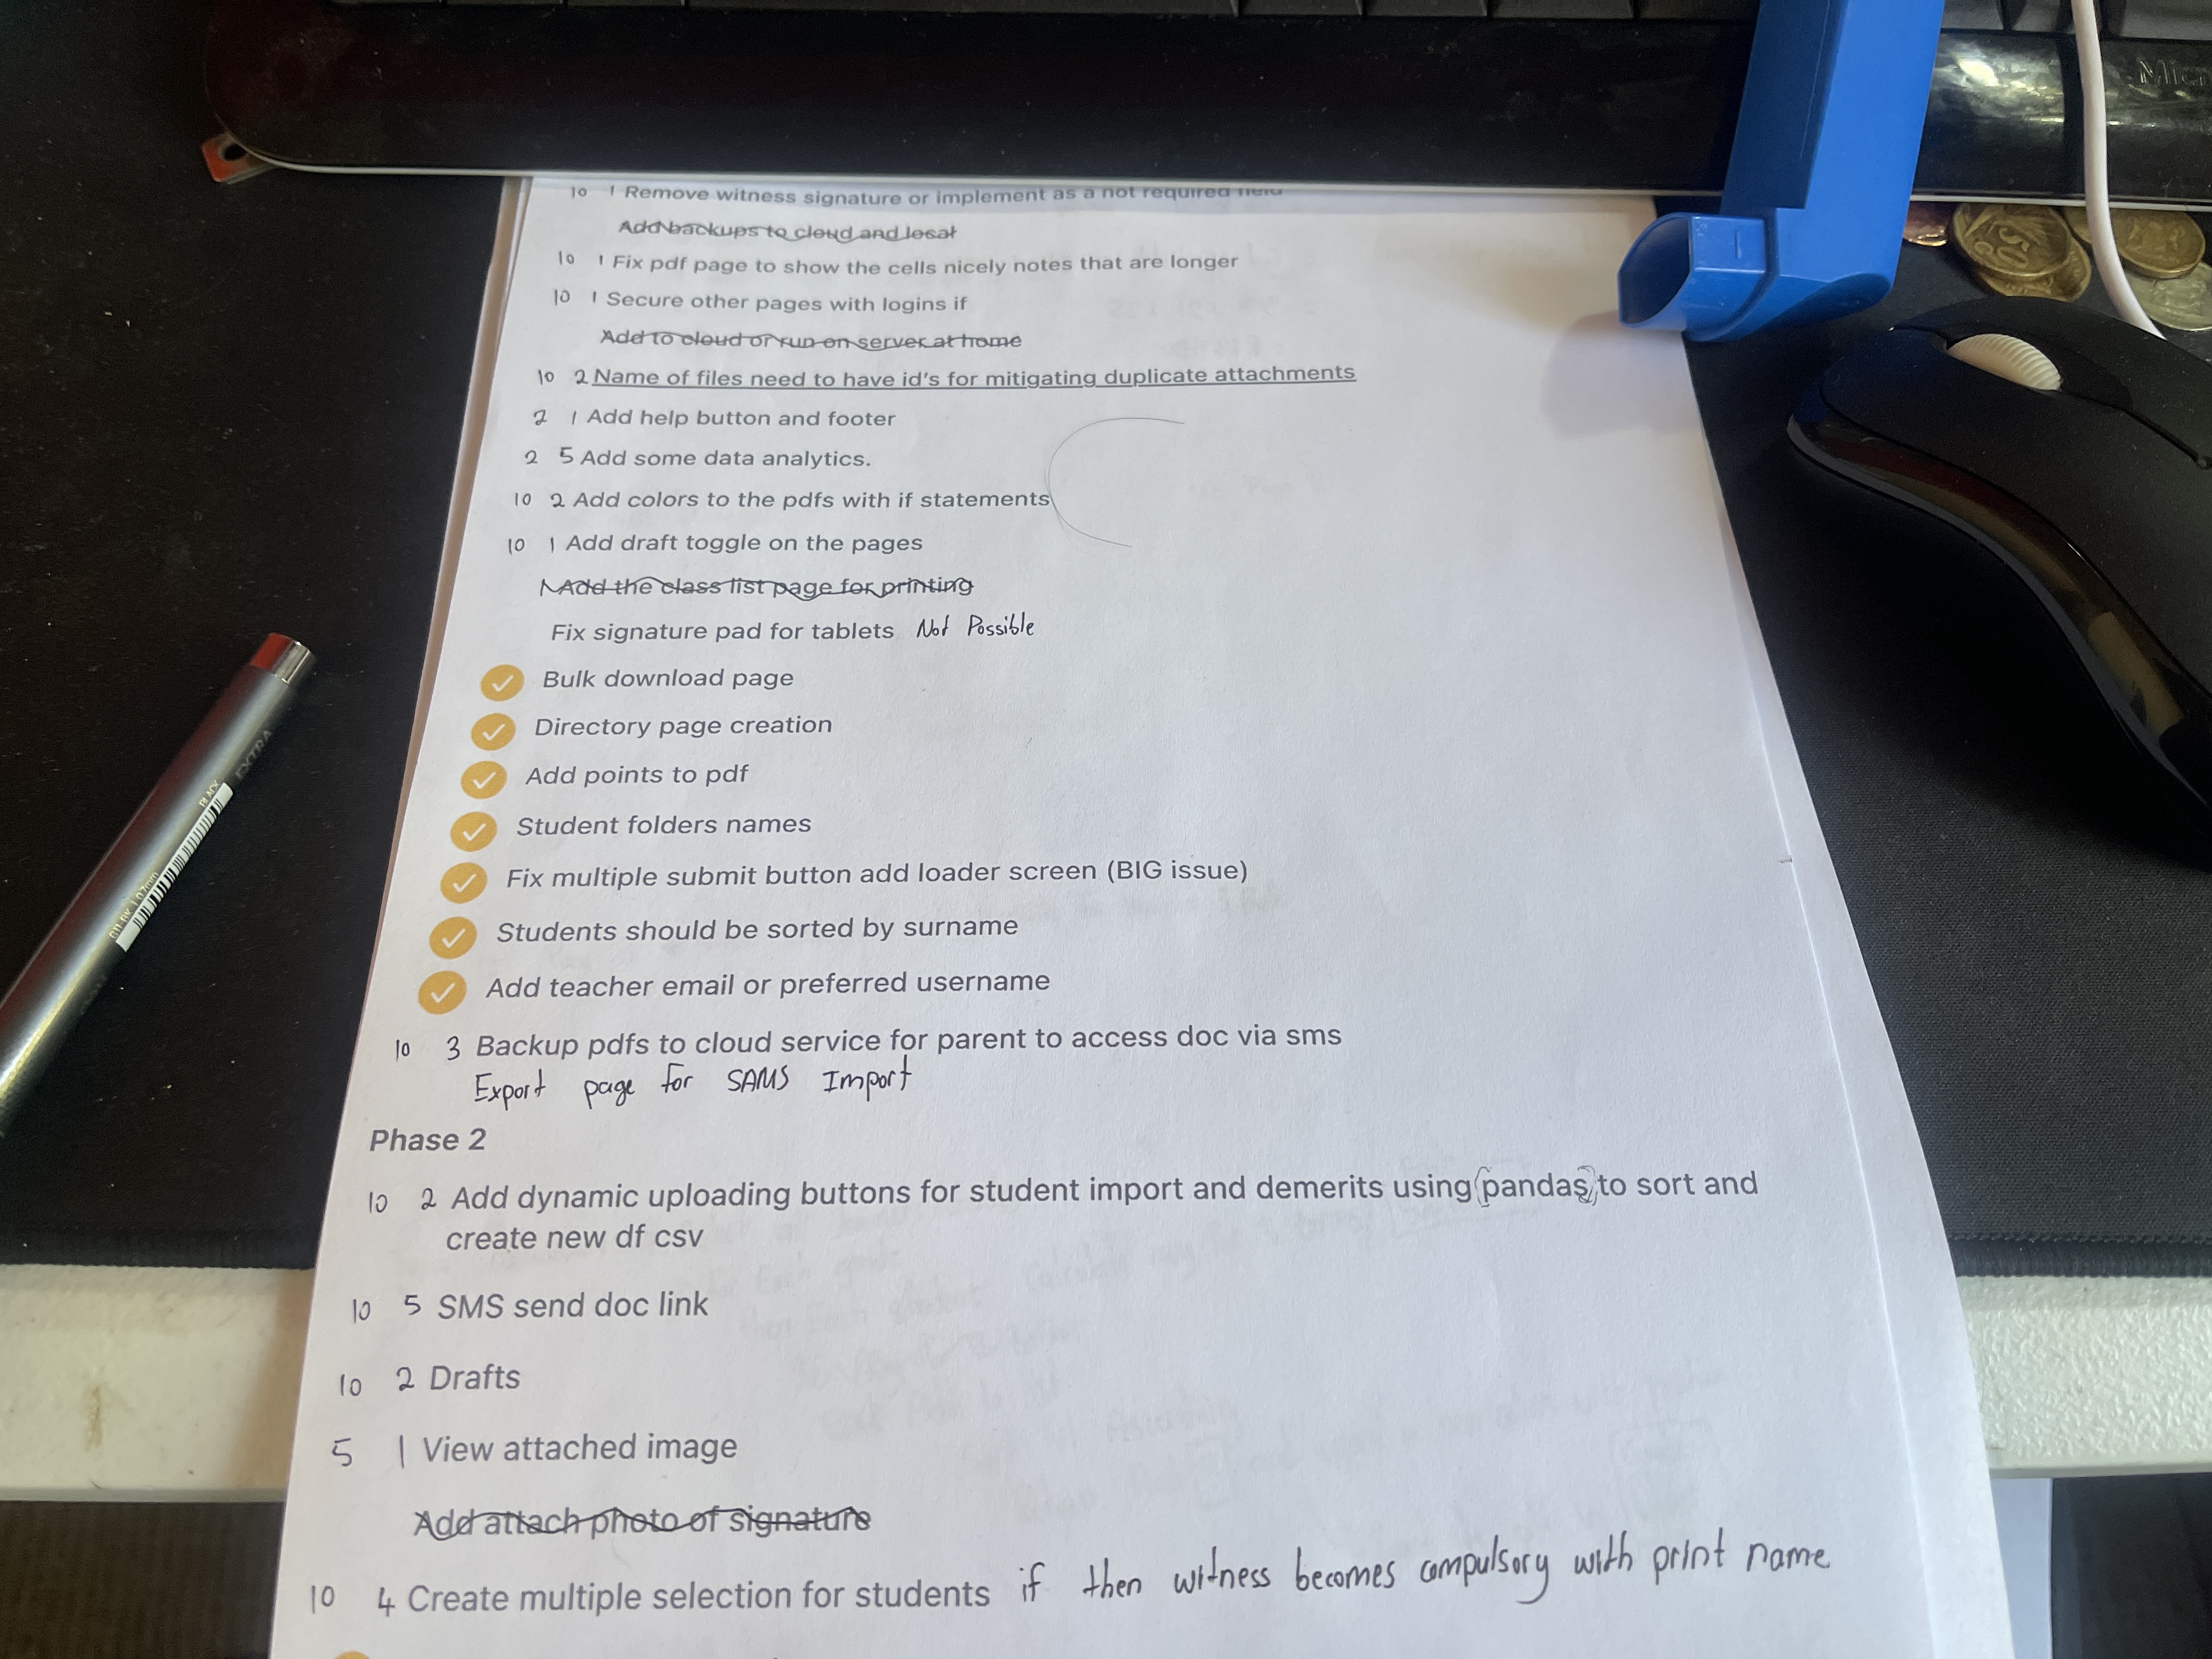 10 1 Remove witness signature or implement as a not required field
Add backups to cloud and local
10 1 Fix pdf page to show the cells nicely notes that are longer
10 1 Secure other pages with logins if
Add to cloud or run on server at home
10 2 Name of files need to have id's for mitigating duplicate attachments
2 1 Add help button and footer
2 5 Add some data analytics.
10 2 Add colors to the pdfs with if statements
10 1 Add draft toggle on the pages
1 Add the class list page for printing
Fix signature pad for tablets Not Possible
Bulk download page
Directory page creation
Add points to pdf
Student folders names
Fix multiple submit button add loader screen (BIG issue)
Students should be sorted by surname
Add teacher email or preferred username
10 3 Backup pdfs to cloud service for parent to access doc via sms
Export page for SAMS Import
Phase 2
10 2 Add dynamic uploading buttons for student import and demerits using (pandas) to sort and
create new df csv
10 5 SMS send doc link
10 2 Drafts
5 1 View attached image
Add attach photo of signature
10 4 Create multiple selection for students if then witness becomes compulsory with print name
EXTRA
BLACK
50